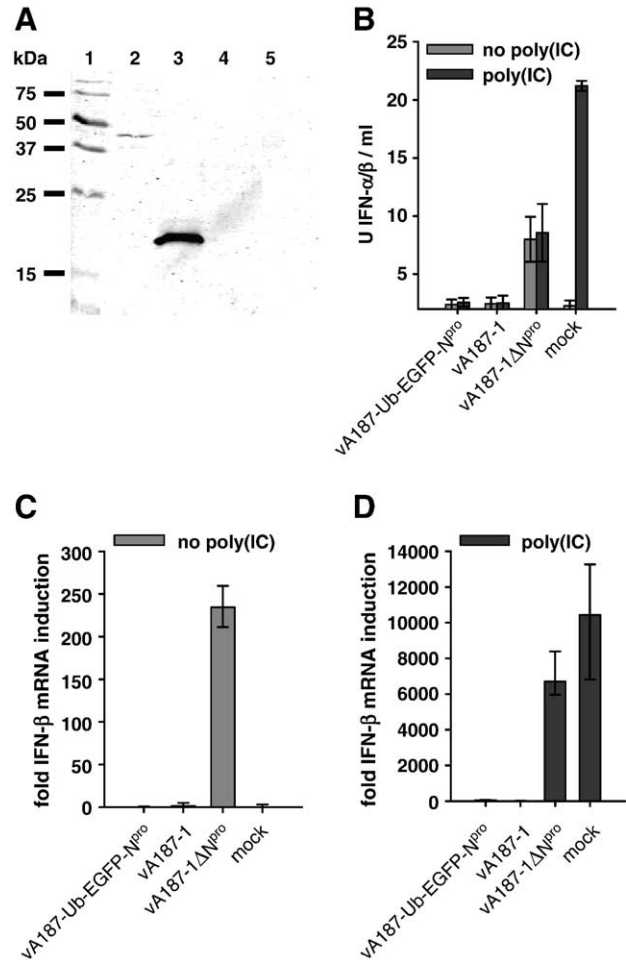 A
kDa 1 2 3 4 5
75
50
37
25
15
B
no poly(IC)
poly(IC)
U IFN-α/β / ml
25
20
15
10
5
vA187-Ub-EGFP-Nᵖʳᵒ
vA187-1
vA187-1ΔNᵖʳᵒ
mock
C
no poly(IC)
fold IFN-β mRNA induction
300
250
200
150
100
50
0
vA187-Ub-EGFP-Nᵖʳᵒ
vA187-1
vA187-1ΔNᵖʳᵒ
mock
D
poly(IC)
fold IFN-β mRNA induction
14000
12000
10000
8000
6000
4000
2000
0
vA187-Ub-EGFP-Nᵖʳᵒ
vA187-1
vA187-1ΔNᵖʳᵒ
mock